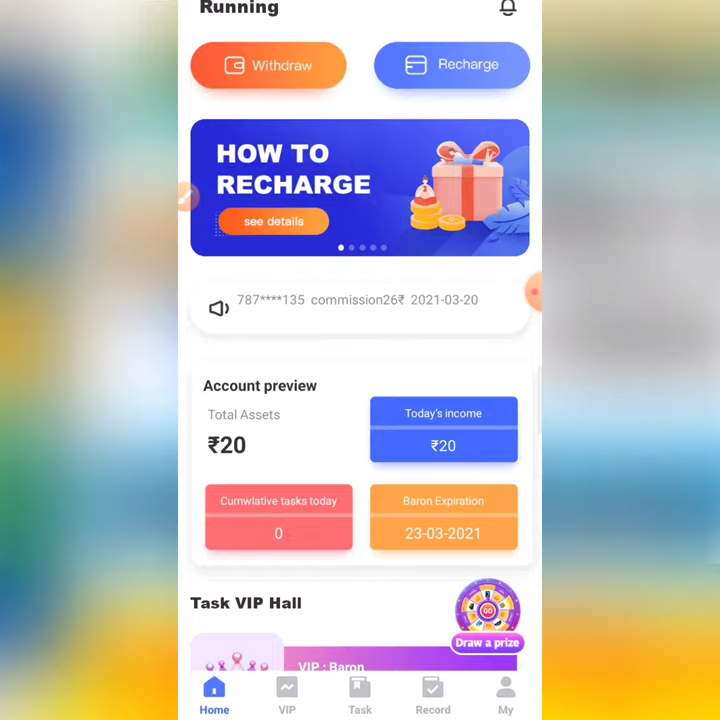 Running
Withdraw
Recharge
HOW TO
RECHARGE
see details
787****135 commission26₹ 2021-03-20
Account preview
Total Assets
₹20
Today's income
₹20
Cumwlative tasks today
0
Baron Expiration
23-03-2021
Task VIP Hall
GO
Draw a prize
VIP : Baron
Home
VIP
Task
Record
My